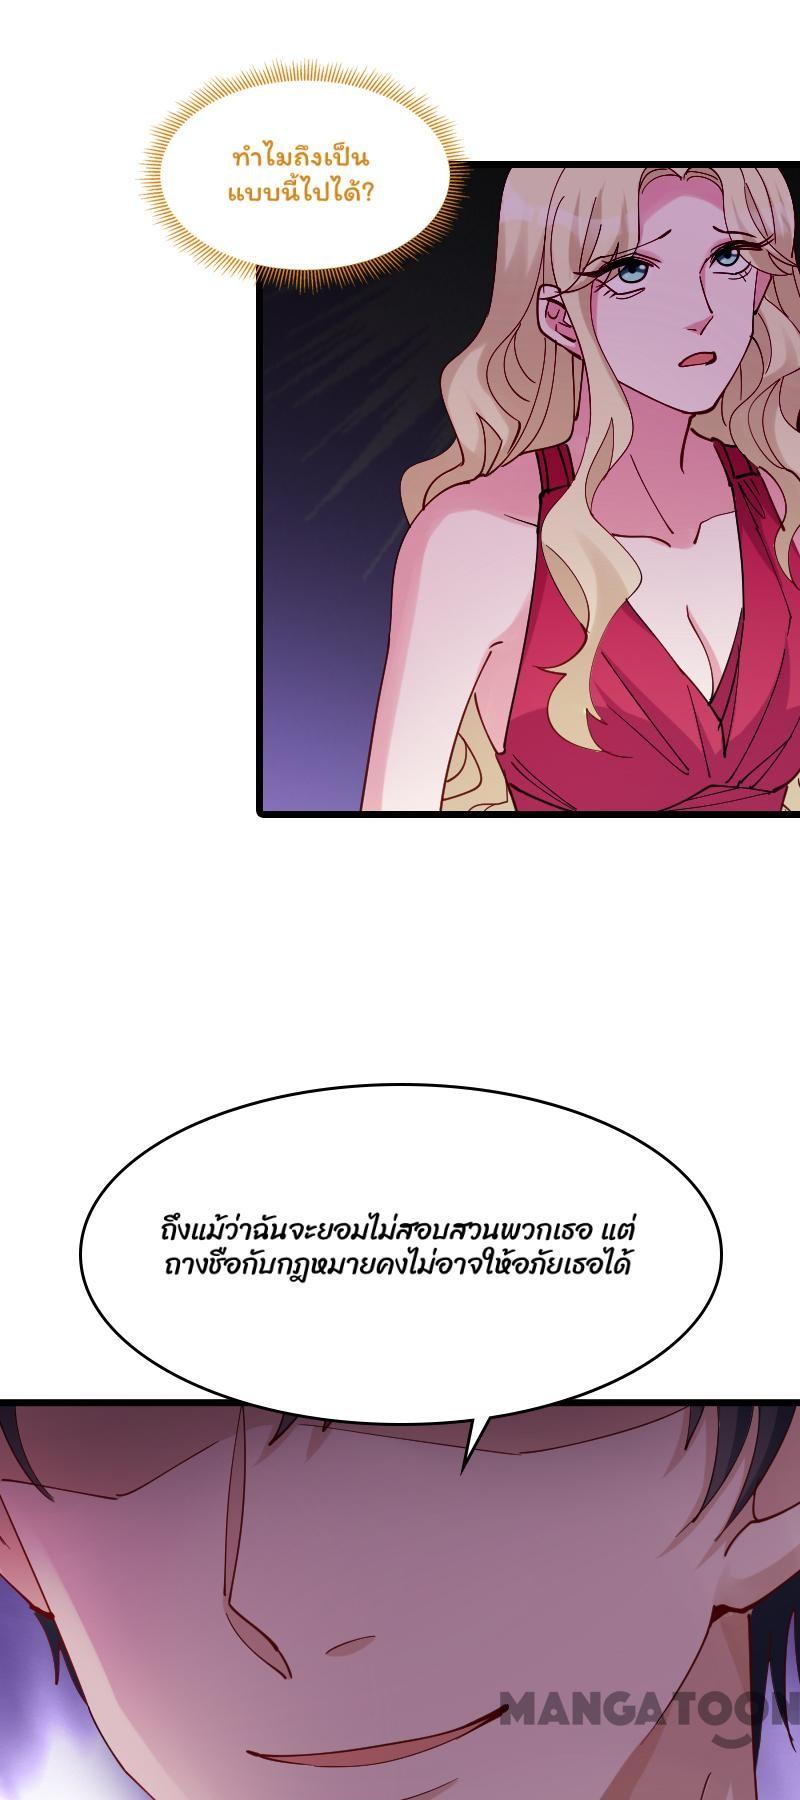 ทำไมถึงเป็น
แบบนี้ไปได้?
ถึงแม้ว่าฉันจะยอมไม่สอบสวนพวกเธอ แต่
ถางชือกับกฎหมายคงไม่อาจให้อภัยเธอได้
MANGATOON